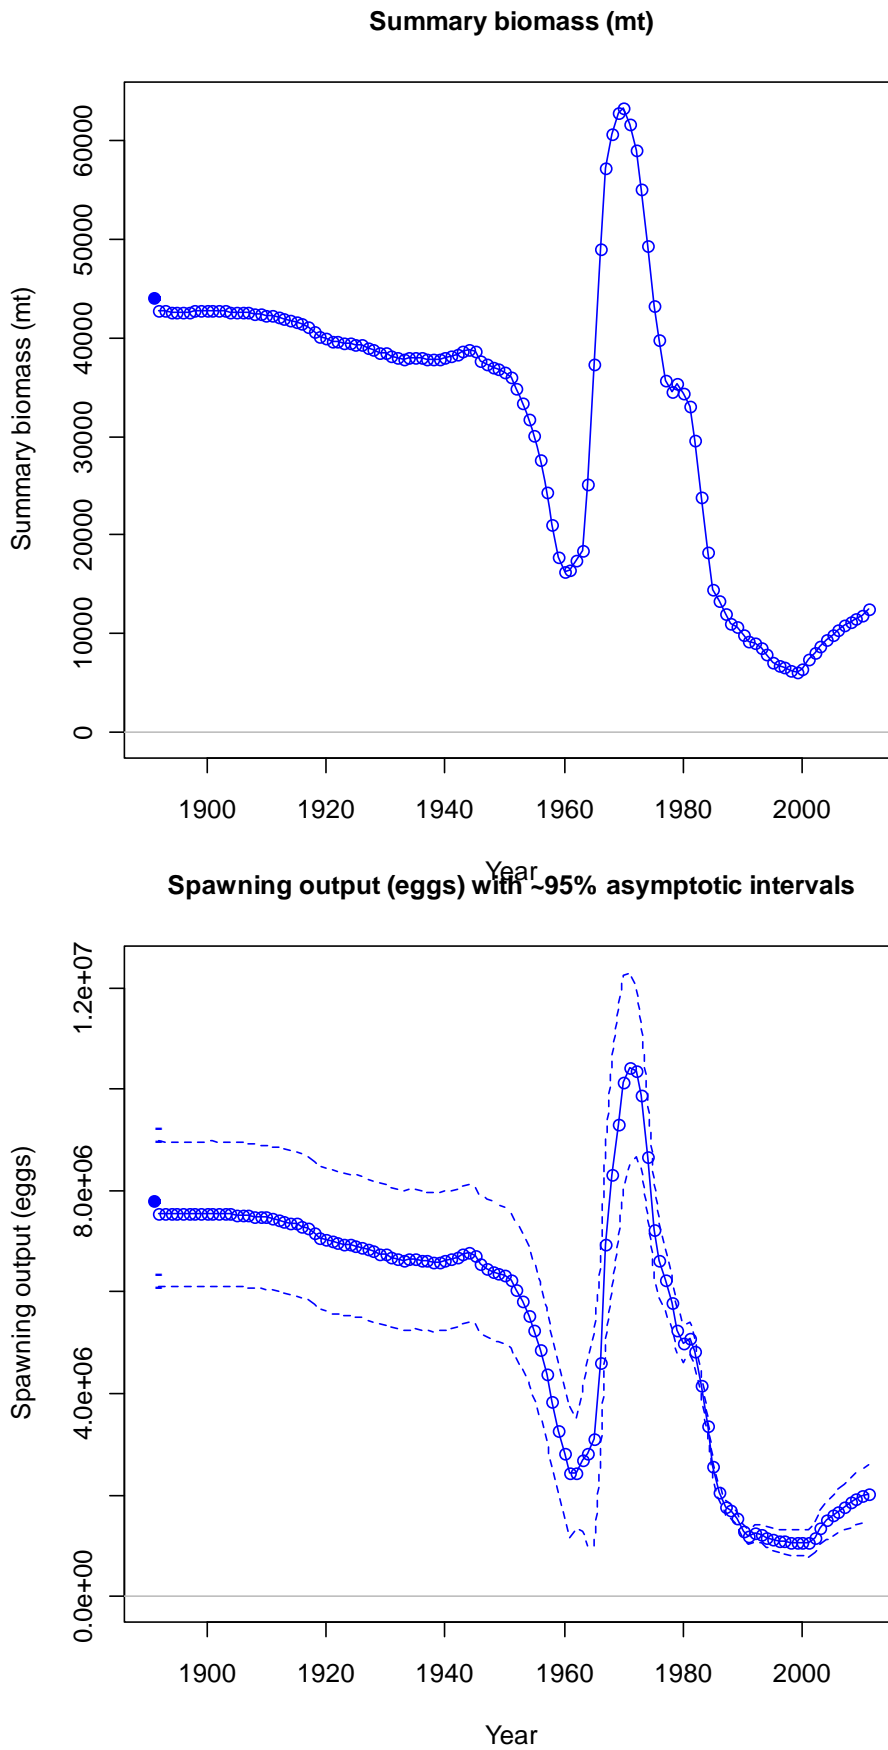 Summary biomass (mt)
Summary biomass (mt)
60000
50000
40000
30000
20000
10000
0
1900 1920 1940 1960 1980 2000
Year
Spawning output (eggs) with ~95% asymptotic intervals
Spawning output (eggs)
1.2e+07
8.0e+06
4.0e+06
0.0e+00
1900 1920 1940 1960 1980 2000
Year